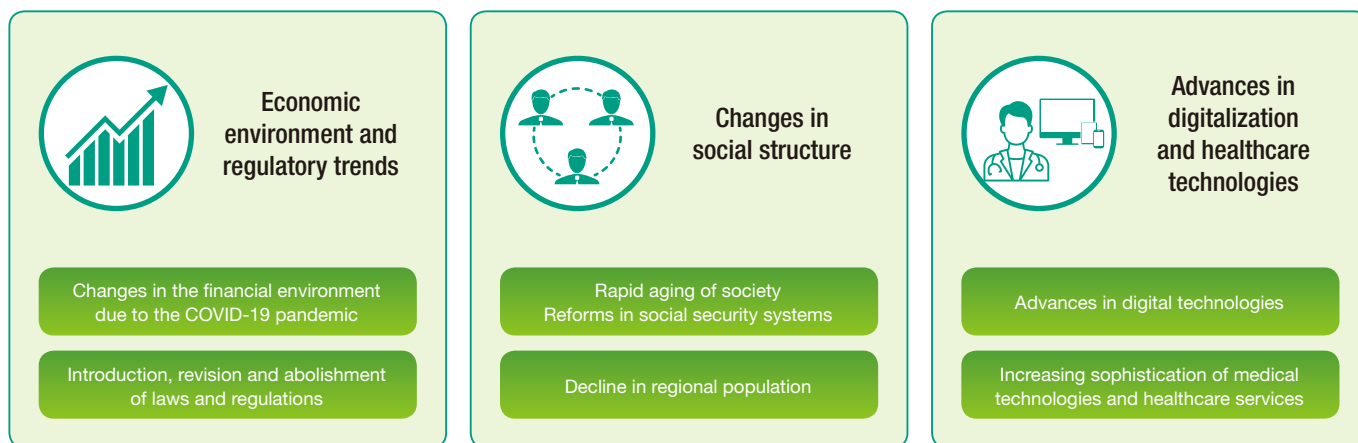 Economic
environment and
regulatory trends
Changes in the financial environment
due to the COVID-19 pandemic
Introduction, revision and abolishment
of laws and regulations
Changes in
social structure
Rapid aging of society
Reforms in social security systems
Decline in regional population
Advances in
digitalization
and healthcare
technologies
Advances in digital technologies
Increasing sophistication of medical
technologies and healthcare services